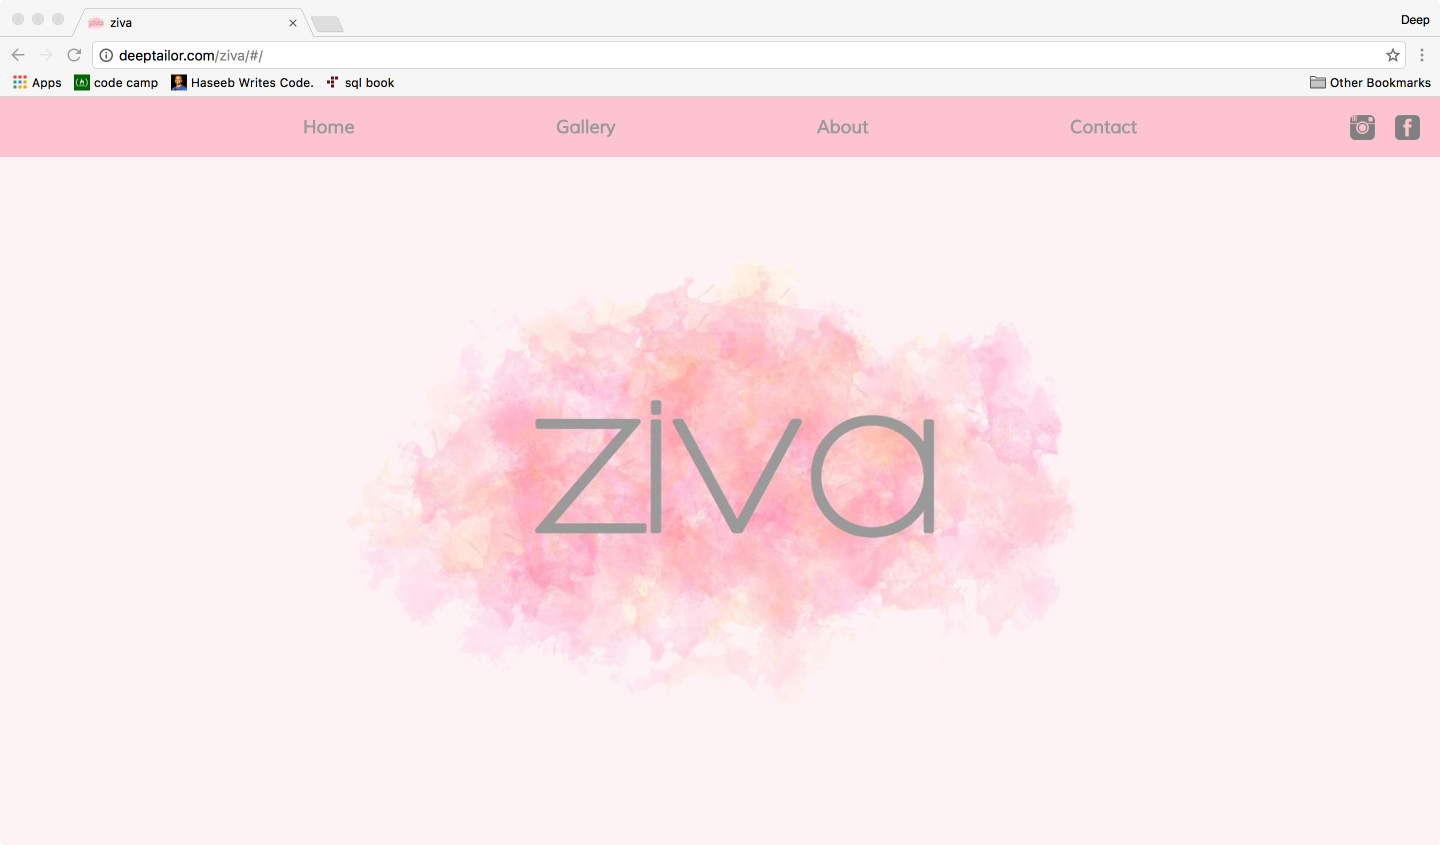 ziva
Deep
deeptailor.com/ziva/#/
Apps code camp Haseeb Writes Code. sql book Other Bookmarks
Home Gallery About Contact
ziva